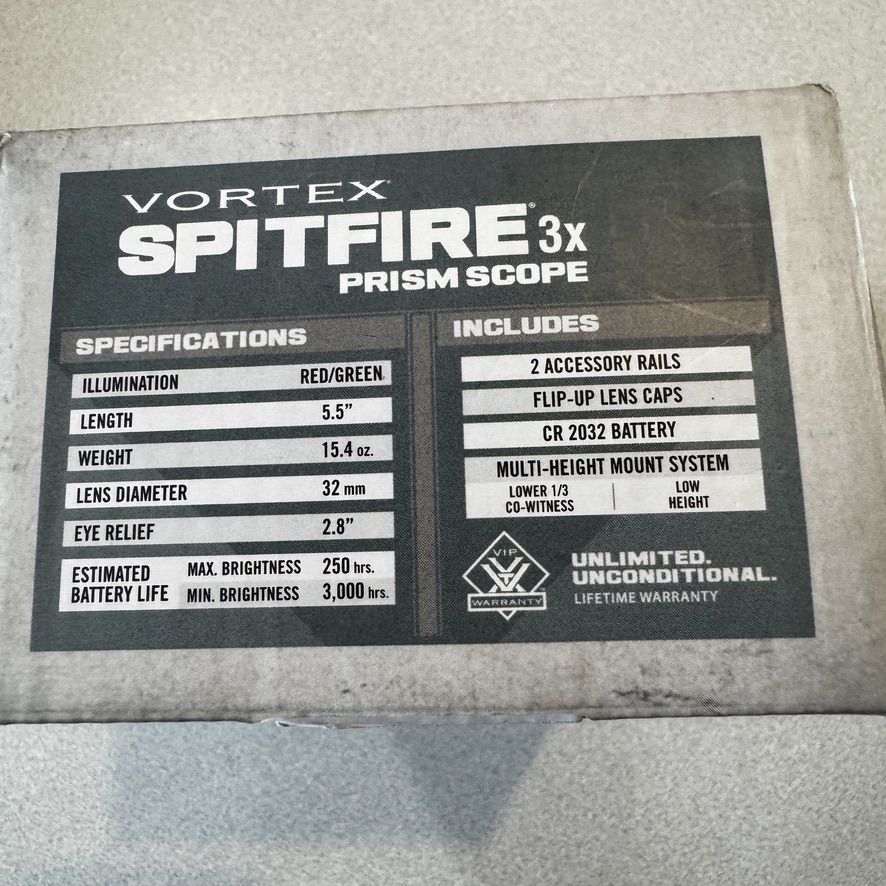 VORTEX
SPITFIRE® 3x
PRISM SCOPE
SPECIFICATIONS
ILLUMINATION RED/GREEN
LENGTH 5.5”
WEIGHT 15.4 oz.
LENS DIAMETER 32 mm
EYE RELIEF 2.8”
ESTIMATED BATTERY LIFE
MAX. BRIGHTNESS 250 hrs.
MIN. BRIGHTNESS 3,000 hrs.
INCLUDES
2 ACCESSORY RAILS
FLIP-UP LENS CAPS
CR 2032 BATTERY
MULTI-HEIGHT MOUNT SYSTEM
LOWER 1/3 CO-WITNESS
LOW HEIGHT
VIP
WARRANTY
UNLIMITED.
UNCONDITIONAL.
LIFETIME WARRANTY